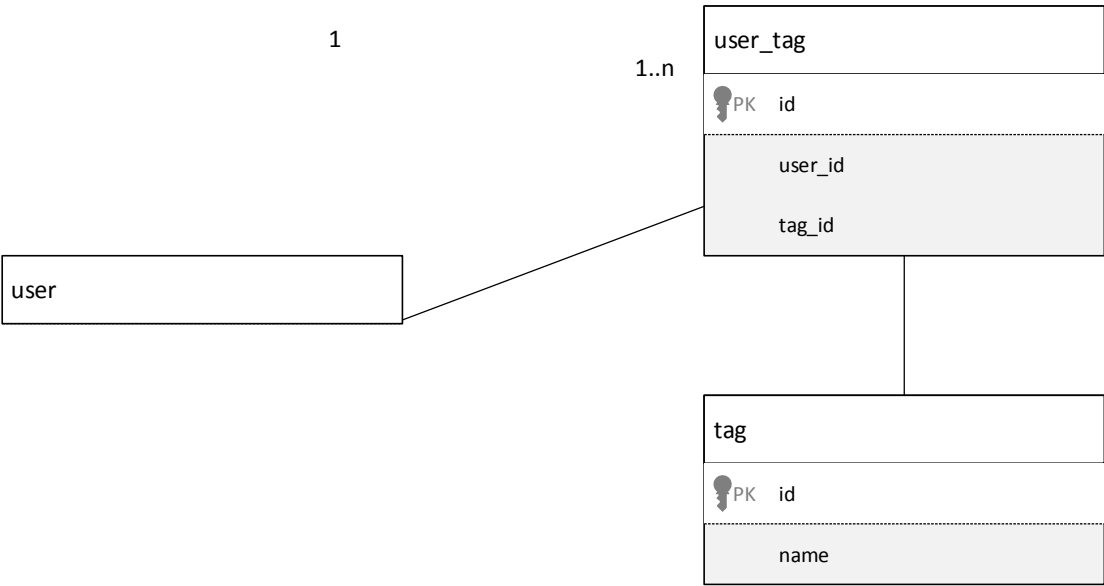 1
1..n
user_tag
PK id
user_id
tag_id
user
tag
PK id
name